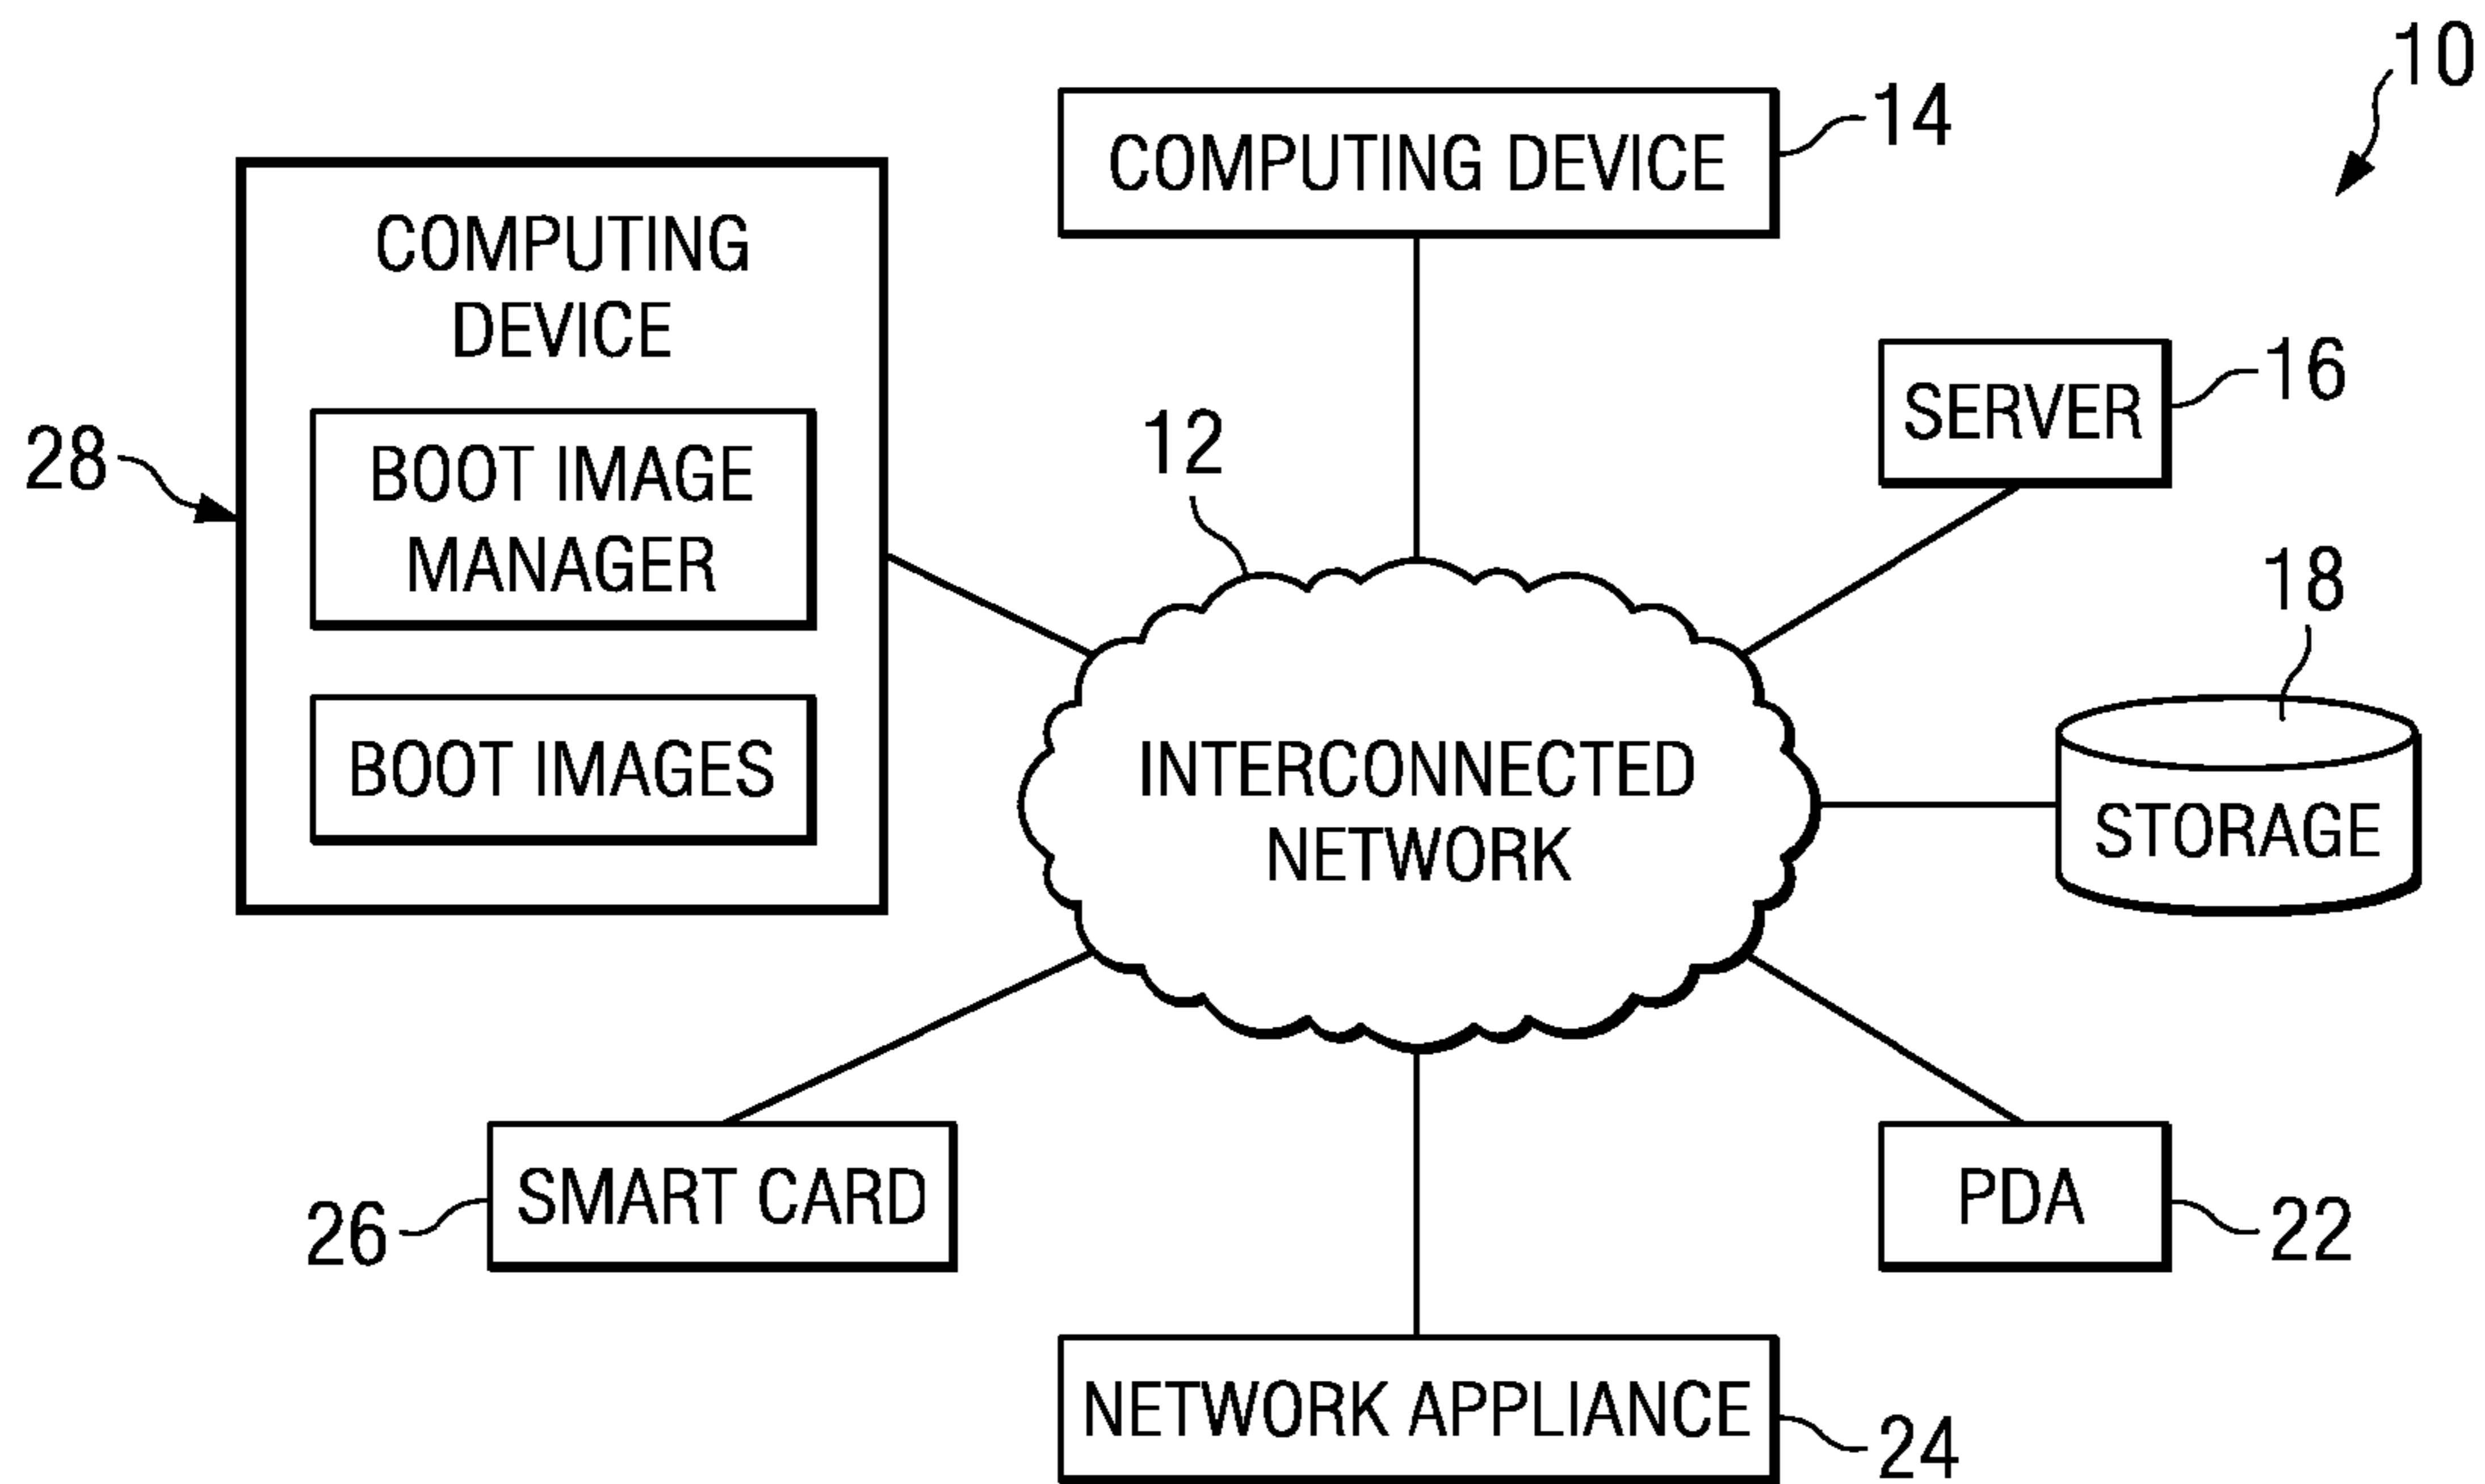 10
COMPUTING DEVICE
14
COMPUTING
DEVICE
28
BOOT IMAGE
MANAGER
BOOT IMAGES
SERVER
16
12
18
INTERCONNECTED
NETWORK
STORAGE
SMART CARD
26
PDA
22
NETWORK APPLIANCE
24